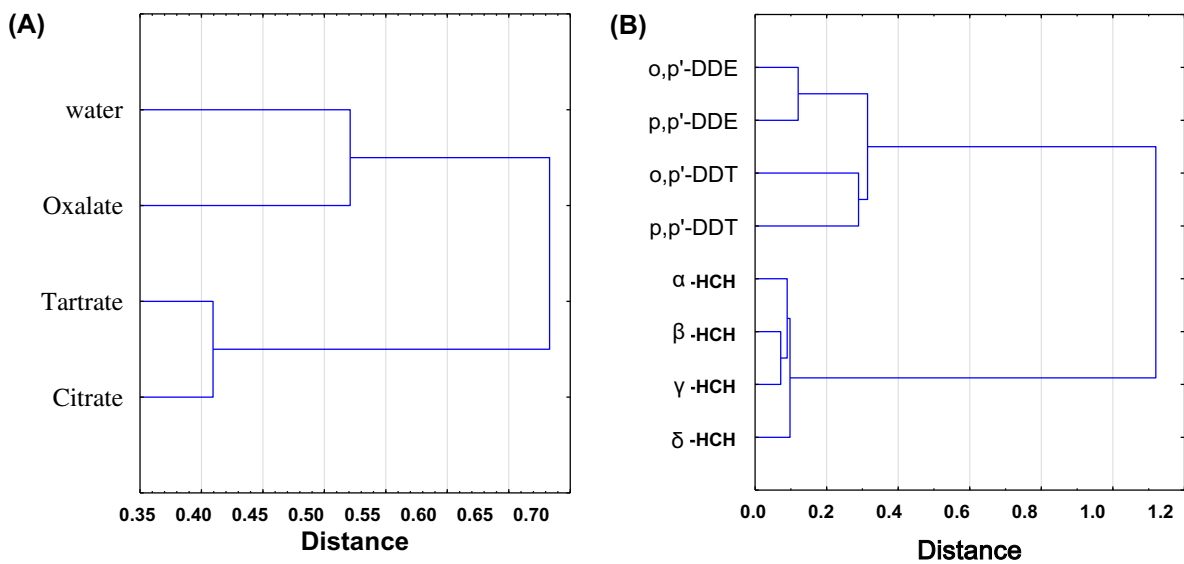 (A)
water
Oxalate
Tartrate
Citrate
0.35 0.40 0.45 0.50 0.55 0.60 0.65 0.70
Distance
(B)
o,p'-DDE
p,p'-DDE
o,p'-DDT
p,p'-DDT
α -HCH
β -HCH
γ -HCH
δ -HCH
0.0 0.2 0.4 0.6 0.8 1.0 1.2
Distance